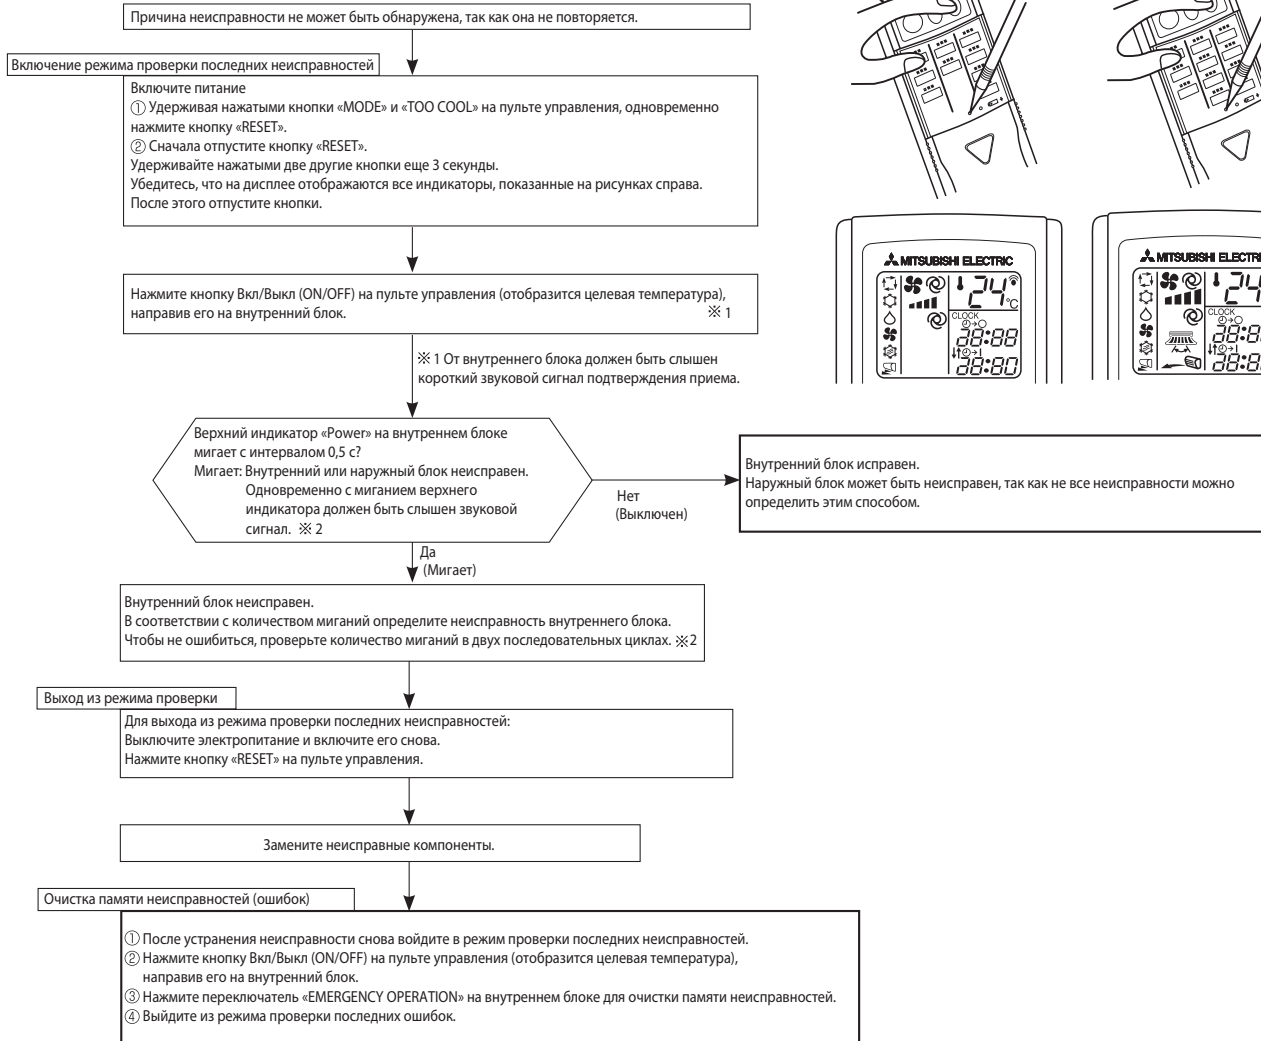 Причина неисправности не может быть обнаружена, так как она не повторяется.
Включение режима проверки последних неисправностей
Включите питание
① Удерживая нажатыми кнопки «MODE» и «TOO COOL» на пульте управления, одновременно
нажмите кнопку «RESET».
② Сначала отпустите кнопку «RESET».
Удерживайте нажатыми две другие кнопки еще 3 секунды.
Убедитесь, что на дисплее отображаются все индикаторы, показанные на рисунках справа.
После этого отпустите кнопки.
MITSUBISHI ELECTRIC
24°C
CLOCK
38:88
38:80
MITSUBISHI ELECTRI
24
CLOCK
38:8
38:8
Нажмите кнопку Вкл/Выкл (ON/OFF) на пульте управления (отобразится целевая температура),
направив его на внутренний блок. ※ 1
※ 1 От внутреннего блока должен быть слышен
короткий звуковой сигнал подтверждения приема.
Верхний индикатор «Power» на внутреннем блоке
мигает с интервалом 0,5 с?
Мигает: Внутренний или наружный блок неисправен.
Одновременно с миганием верхнего
индикатора должен быть слышен звуковой
сигнал. ※ 2
Нет
(Выключен)
Внутренний блок исправен.
Наружный блок может быть неисправен, так как не все неисправности можно
определить этим способом.
Да
(Мигает)
Внутренний блок неисправен.
В соответствии с количеством миганий определите неисправность внутреннего блока.
Чтобы не ошибиться, проверьте количество миганий в двух последовательных циклах. ※2
Выход из режима проверки
Для выхода из режима проверки последних неисправностей:
Выключите электропитание и включите его снова.
Нажмите кнопку «RESET» на пульте управления.
Замените неисправные компоненты.
Очистка памяти неисправностей (ошибок)
① После устранения неисправности снова войдите в режим проверки последних неисправностей.
② Нажмите кнопку Вкл/Выкл (ON/OFF) на пульте управления (отобразится целевая температура),
направив его на внутренний блок.
③ Нажмите переключатель «EMERGENCY OPERATION» на внутреннем блоке для очистки памяти неисправностей.
④ Выйдите из режима проверки последних ошибок.